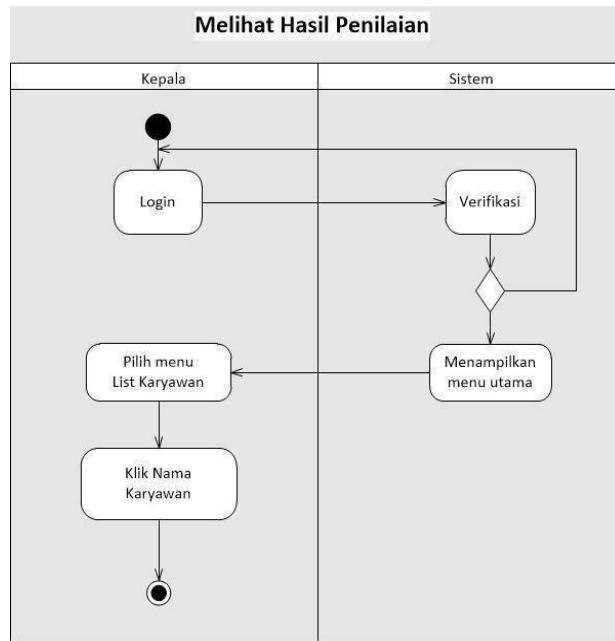 Melihat Hasil Penilaian
Kepala
Sistem
Login
Verifikasi
Menampilkan
menu utama
Pilih menu
List Karyawan
Klik Nama
Karyawan